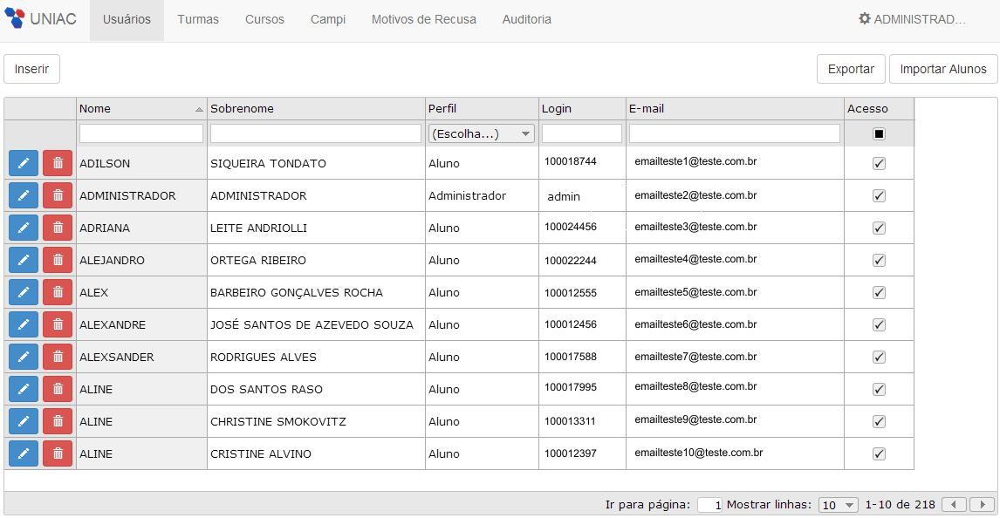 UNIAC Usuários Turmas Cursos Campi Motivos de Recusa Auditoria ADMINISTRAD...
Inserir Exportar Importar Alunos
Nome Sobrenome Perfil Login E-mail Acesso
(Escolha...)
ADILSON SIQUEIRA TONDATO Aluno 100018744 emailteste1@teste.com.br
ADMINISTRADOR ADMINISTRADOR Administrador admin emailteste2@teste.com.br
ADRIANA LEITE ANDRIOLLI Aluno 100024456 emailteste3@teste.com.br
ALEJANDRO ORTEGA RIBEIRO Aluno 100022244 emailteste4@teste.com.br
ALEX BARBEIRO GONÇALVES ROCHA Aluno 100012555 emailteste5@teste.com.br
ALEXANDRE JOSÉ SANTOS DE AZEVEDO SOUZA Aluno 100012456 emailteste6@teste.com.br
ALEXSANDER RODRIGUES ALVES Aluno 100017588 emailteste7@teste.com.br
ALINE DOS SANTOS RASO Aluno 100017995 emailteste8@teste.com.br
ALINE CHRISTINE SMOKOVITZ Aluno 100013311 emailteste9@teste.com.br
ALINE CRISTINE ALVINO Aluno 100012397 emailteste10@teste.com.br
Ir para página: 1 Mostrar linhas: 10 1-10 de 218